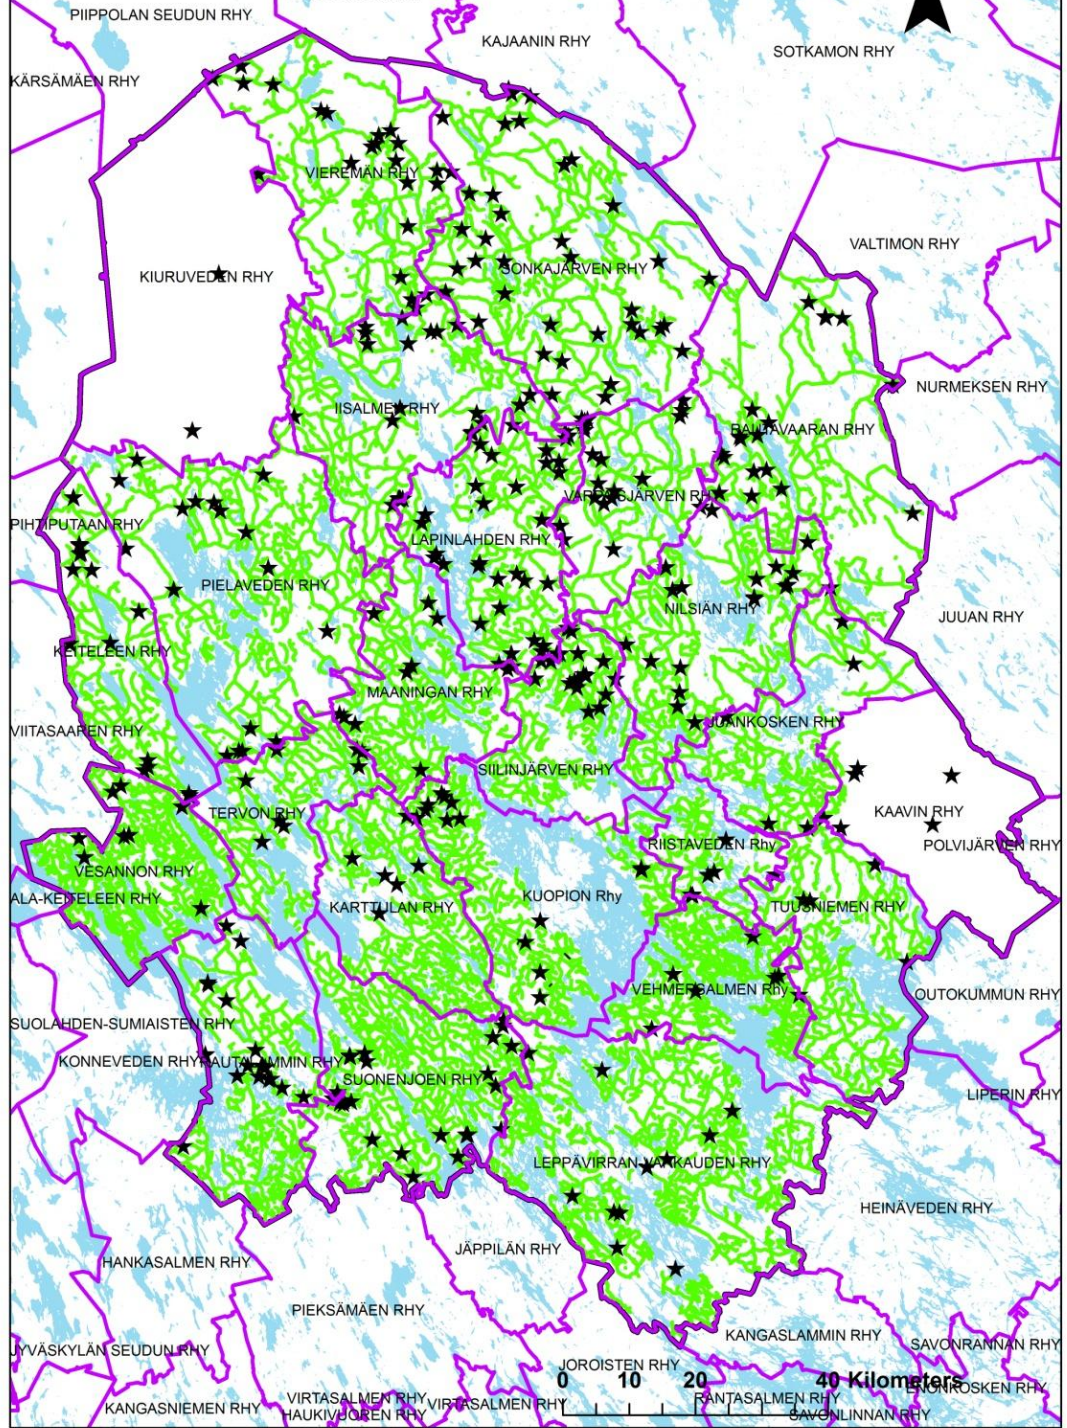 PIIPPOLAN SEUDUN RHY
KAJAANIN RHY
SOTKAMON RHY
KÄRSÄMÄEN RHY
VIEREMÄN RHY
VALTIMON RHY
KIURUVEDEN RHY
SONKAJÄRVEN RHY
NURMEKSEN RHY
IISALMEN RHY
RAUTAVAARAN RHY
VARPAISJÄRVEN RHY
PIHTIPUTAAN RHY
LAPINLAHDEN RHY
PIELAVEDEN RHY
NILSIÄN RHY
JUUAN RHY
KEITELEEN RHY
MAANINGAN RHY
JUANKOSKEN RHY
VIITASAAREN RHY
SIILINJÄRVEN RHY
TERVON RHY
KAAVIN RHY
RIISTAVEDEN Rhy
POLVIJÄRVEN RHY
VESANNON RHY
ALA-KEITELEEN RHY
KUOPION Rhy
KARTTULAN RHY
TUUSNIEMEN RHY
VEHMERSALMEN Rhy
OUTOKUMMUN RHY
SUOLAHDEN-SUMIAISTEN RHY
KONNEVEDEN RHY
RAUTALAMMIN RHY
SUONENJOEN RHY
LIPERIN RHY
LEPPÄVIRRAN-VARKAUDEN RHY
HEINÄVEDEN RHY
JÄPPILÄN RHY
HANKASALMEN RHY
PIEKSÄMÄEN RHY
KANGASLAMMIN RHY
SAVONRANNAN RHY
JYVÄSKYLÄN SEUDUN RHY
JOROISTEN RHY
0 10 20 40 Kilometers
ENONKOSKEN RHY
VIRTASALMEN RHY
VIRTASALMEN RHY
RANTASALMEN RHY
KANGASNIEMEN RHY
HAUKIVUOREN RHY
SAVONLINNAN RHY